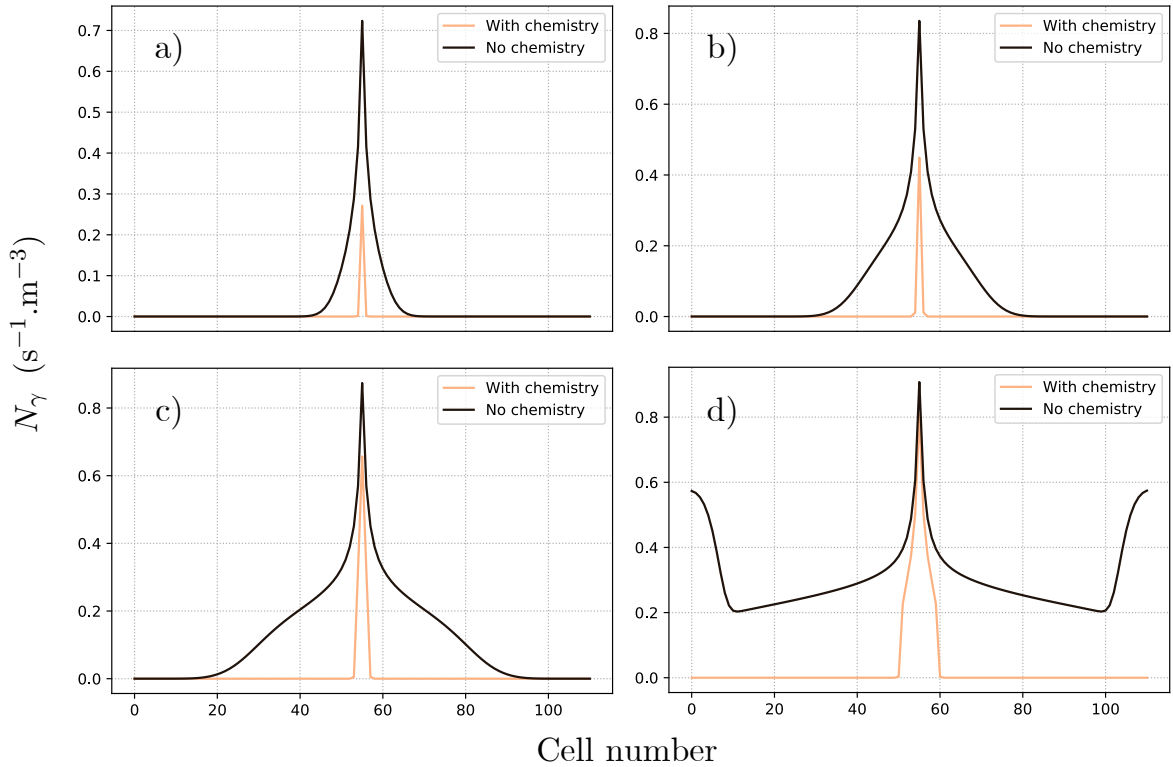 With chemistry
No chemistry
a)
0.7
0.6
0.5
0.4
0.3
0.2
0.1
0.0
With chemistry
No chemistry
b)
0.8
0.6
0.4
0.2
0.0
With chemistry
No chemistry
c)
0.8
0.6
0.4
0.2
0.0
0 20 40 60 80 100
With chemistry
No chemistry
d)
0.8
0.6
0.4
0.2
0.0
0 20 40 60 80 100
Nγ (s⁻¹.m⁻³)
Cell number